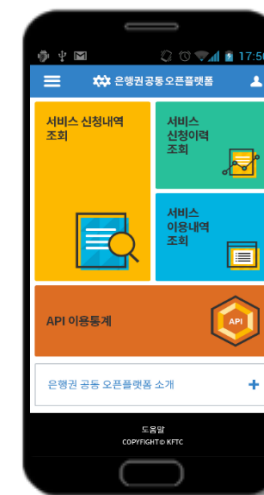 17:50
은행권공동오픈플랫폼
서비스 신청내역
조회
서비스
신청이력
조회
서비스
이용내역
조회
API 이용통계
API
은행권 공동 오픈플랫폼 소개
도움말
COPYRIGHT© KFTC